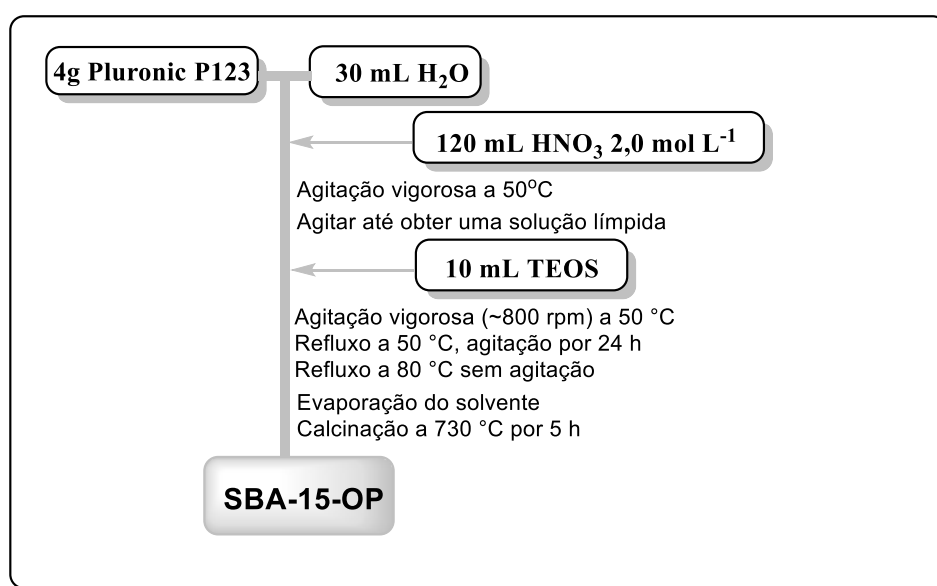 4g Pluronic P123
30 mL H₂O
120 mL HNO₃ 2,0 mol L⁻¹
Agitação vigorosa a 50ºC
Agitar até obter uma solução límpida
10 mL TEOS
Agitação vigorosa (~800 rpm) a 50 °C
Refluxo a 50 °C, agitação por 24 h
Refluxo a 80 °C sem agitação
Evaporação do solvente
Calcinação a 730 °C por 5 h
SBA-15-OP